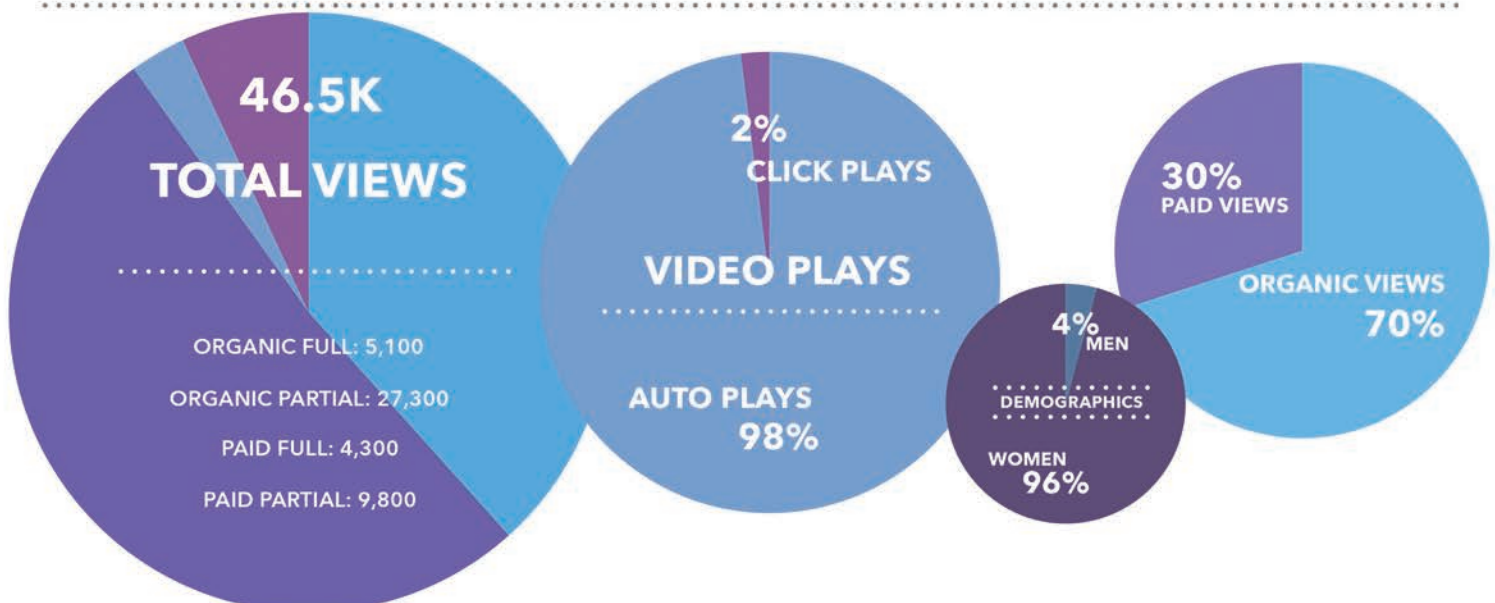 46.5K
TOTAL VIEWS
ORGANIC FULL: 5,100
ORGANIC PARTIAL: 27,300
PAID FULL: 4,300
PAID PARTIAL: 9,800
2%
CLICK PLAYS
VIDEO PLAYS
AUTO PLAYS
98%
4%
MEN
DEMOGRAPHICS
WOMEN
96%
30%
PAID VIEWS
ORGANIC VIEWS
70%